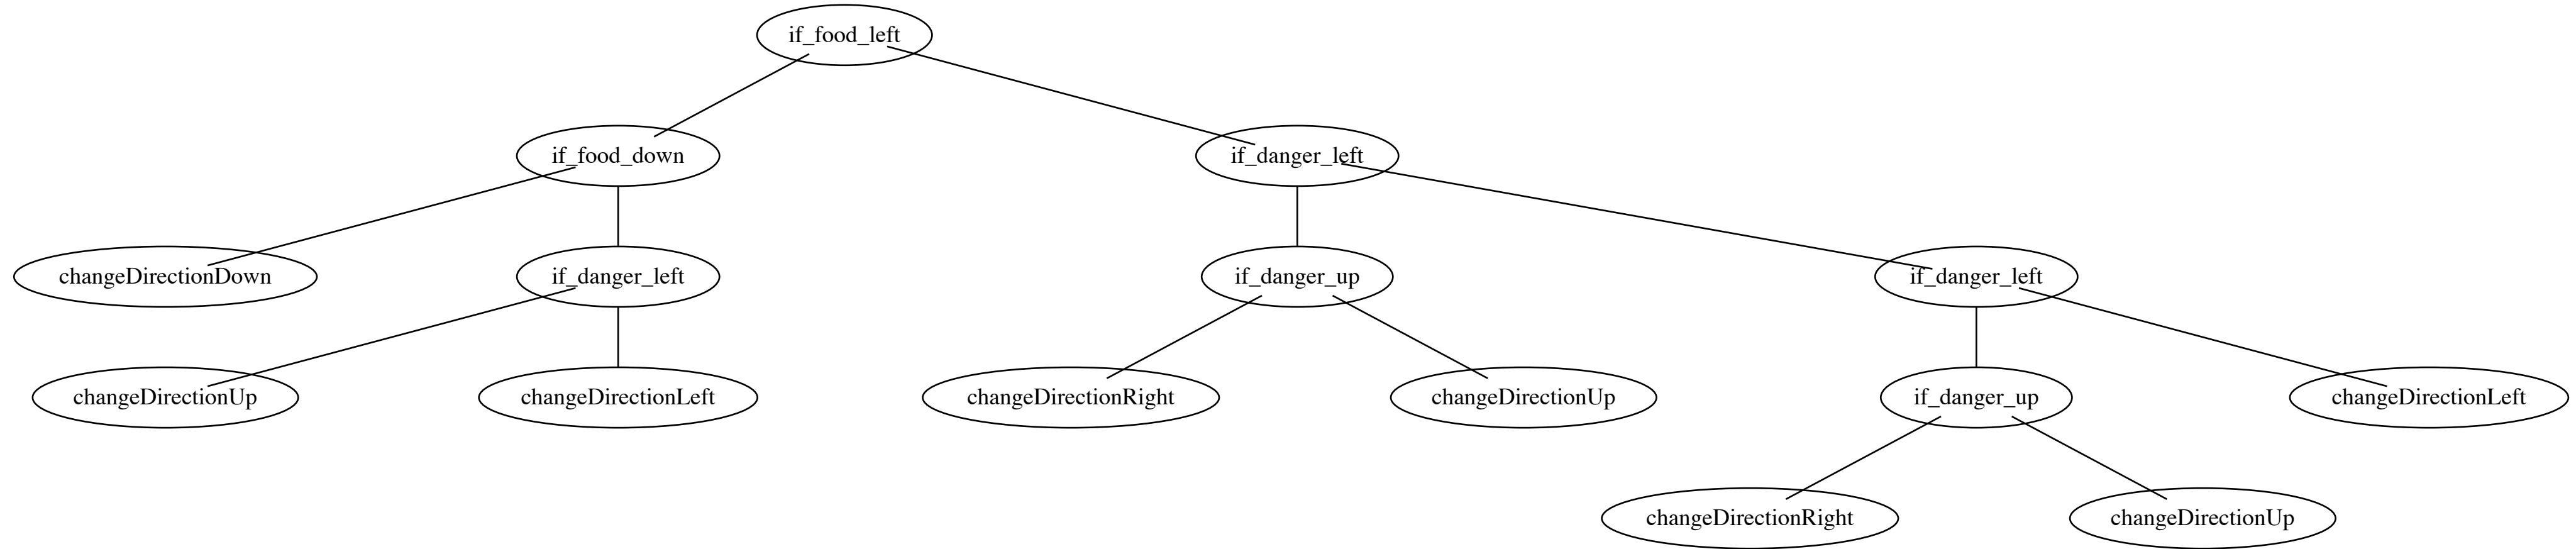 if_food_left
if_food_down
if_danger_left
changeDirectionDown
if_danger_left
if_danger_up
if_danger_left
changeDirectionUp
changeDirectionLeft
changeDirectionRight
changeDirectionUp
if_danger_up
changeDirectionLeft
changeDirectionRight
changeDirectionUp